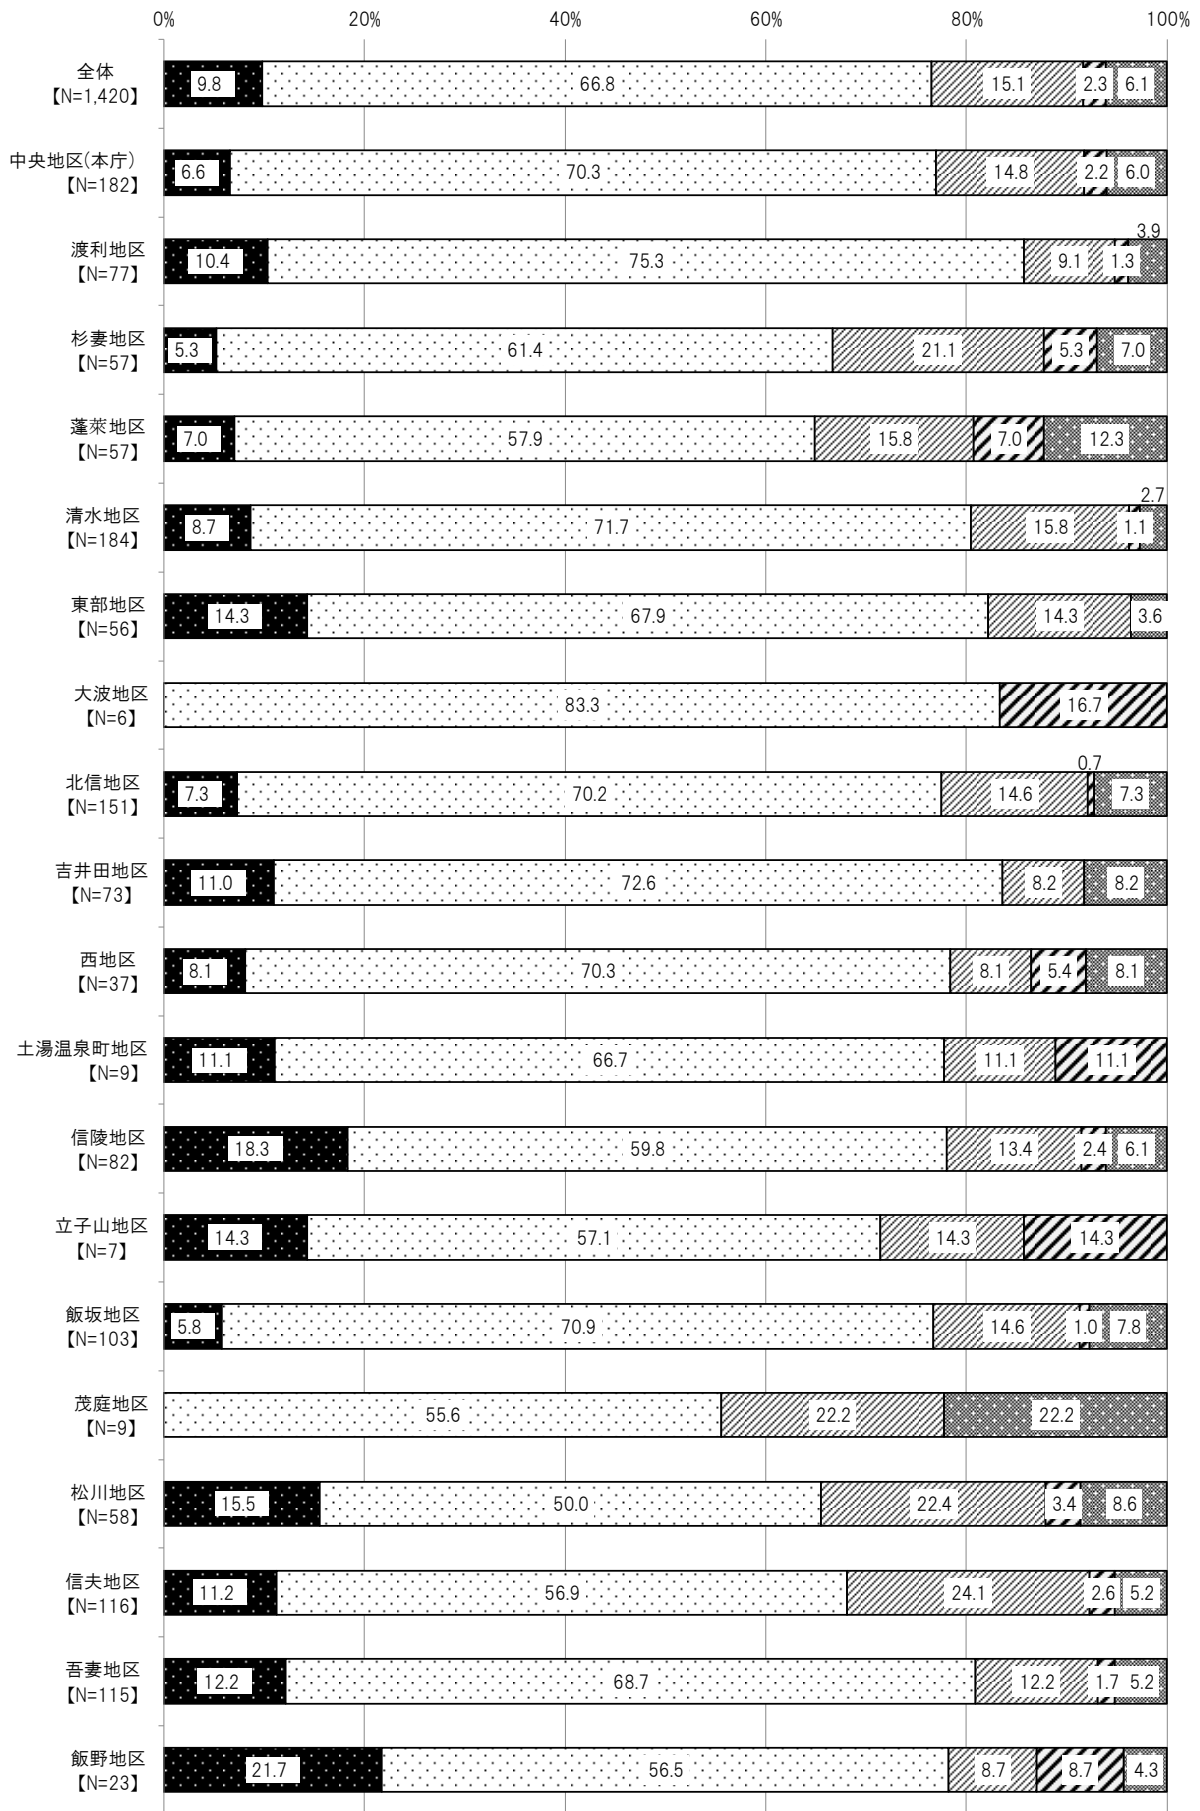 0% 20% 40% 60% 80% 100%
全体
【N=1,420】
9.8 66.8 15.1 2.3 6.1
中央地区(本庁)
【N=182】
6.6 70.3 14.8 2.2 6.0
渡利地区
【N=77】
10.4 75.3 9.1 1.3 3.9
杉妻地区
【N=57】
5.3 61.4 21.1 5.3 7.0
蓬萊地区
【N=57】
7.0 57.9 15.8 7.0 12.3
清水地区
【N=184】
8.7 71.7 15.8 1.1 2.7
東部地区
【N=56】
14.3 67.9 14.3 3.6
大波地区
【N=6】
83.3 16.7
北信地区
【N=151】
7.3 70.2 14.6 0.7 7.3
吉井田地区
【N=73】
11.0 72.6 8.2 8.2
西地区
【N=37】
8.1 70.3 8.1 5.4 8.1
土湯温泉町地区
【N=9】
11.1 66.7 11.1 11.1
信陵地区
【N=82】
18.3 59.8 13.4 2.4 6.1
立子山地区
【N=7】
14.3 57.1 14.3 14.3
飯坂地区
【N=103】
5.8 70.9 14.6 1.0 7.8
茂庭地区
【N=9】
55.6 22.2 22.2
松川地区
【N=58】
15.5 50.0 22.4 3.4 8.6
信夫地区
【N=116】
11.2 56.9 24.1 2.6 5.2
吾妻地区
【N=115】
12.2 68.7 12.2 1.7 5.2
飯野地区
【N=23】
21.7 56.5 8.7 8.7 4.3